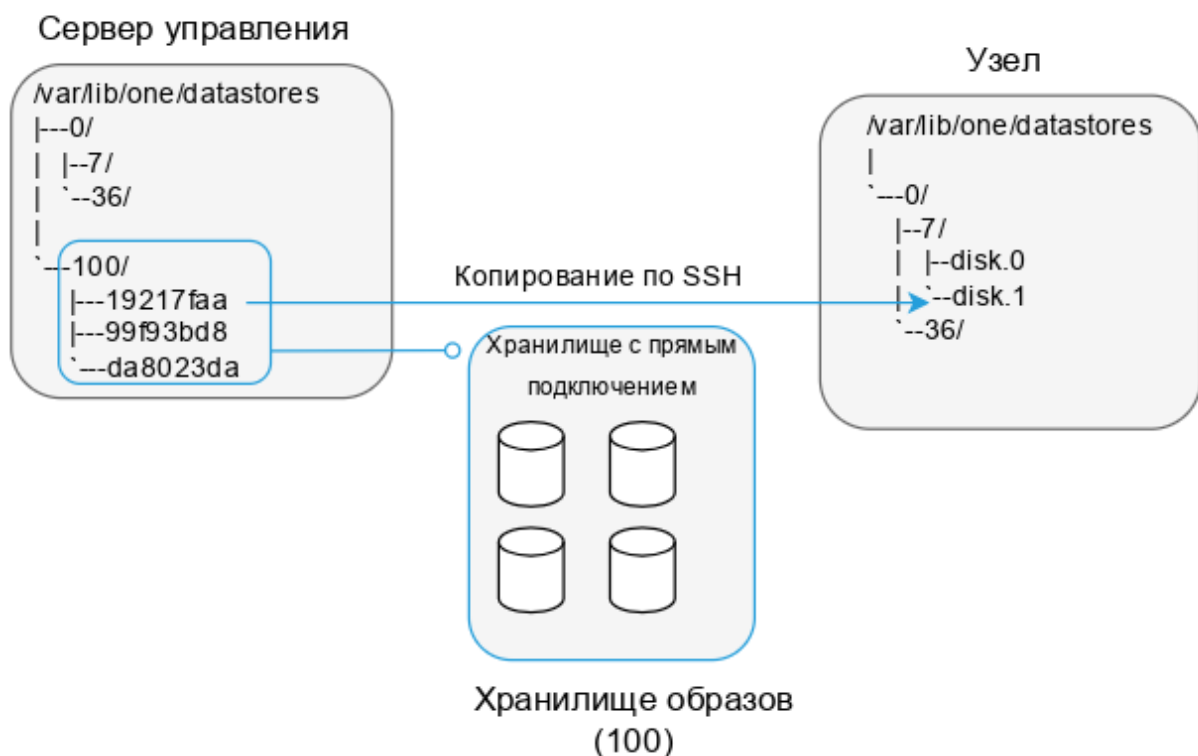 Сервер управления
/var/lib/one/datastores
|---0/
|   |--7/
|   `--36/
|
`---100/
|---19217faa
|---99f93bd8
`---da8023da
Копирование по SSH
Хранилище с прямым
подключением
Хранилище образов
(100)
Узел
/var/lib/one/datastores
|
`---0/
|--7/
|   |--disk.0
|   `--disk.1
`--36/